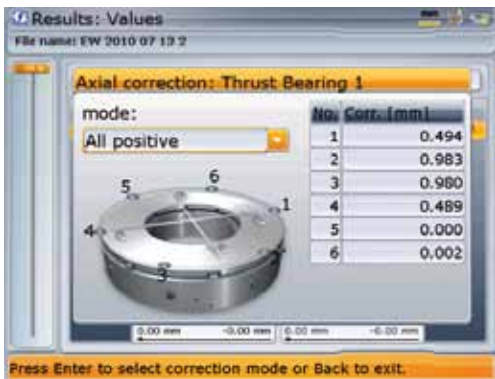 Results: Values
mm
File name: EW 2010 07 13 2
Axial correction: Thrust Bearing 1
mode:
All positive
No. Corr. [mm]
1 0.494
2 0.983
3 0.980
4 0.489
5 0.000
6 0.002
6
5
1
4
3
0.00 mm -0.00 mm 0.00 mm -0.00 mm
Press Enter to select correction mode or Back to exit.